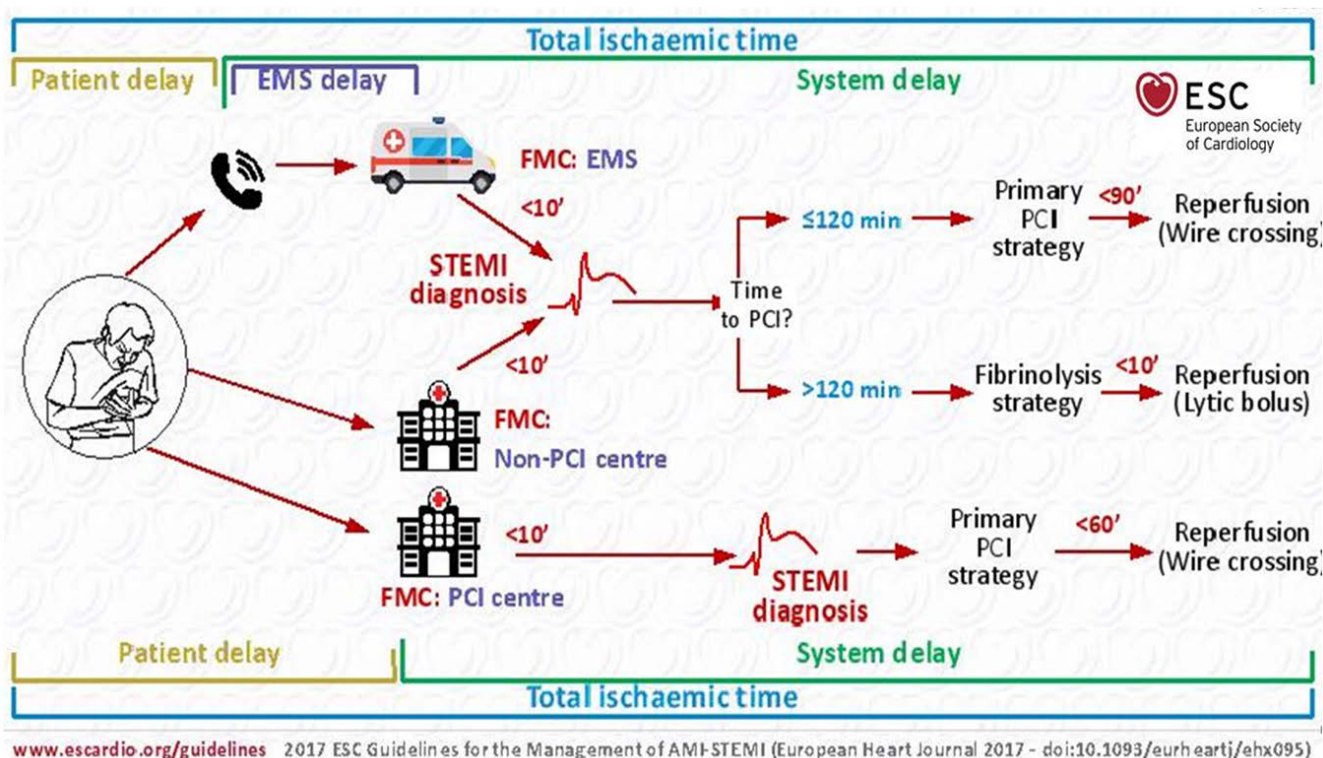 Total ischaemic time
Patient delay
EMS delay
System delay
ESC
European Society
of Cardiology
FMC: EMS
<10'
STEMI
diagnosis
<10'
FMC:
Non-PCI centre
Time
to PCI?
≤120 min
Primary
PCI
strategy
<90'
Reperfusion
(Wire crossing)
>120 min
Fibrinolysis
strategy
<10'
Reperfusion
(Lytic bolus)
FMC: PCI centre
<10'
STEMI
diagnosis
Primary
PCI
strategy
<60'
Reperfusion
(Wire crossing)
Patient delay
System delay
Total ischaemic time
www.escardio.org/guidelines 2017 ESC Guidelines for the Management of AMI-STEMI (European Heart Journal 2017 - doi:10.1093/eurheartj/ehx095)